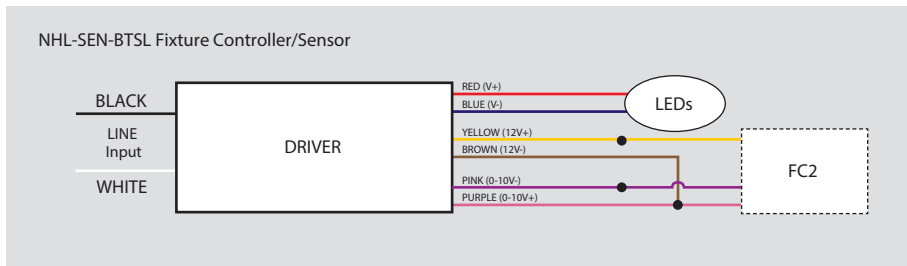 NHL-SEN-BTSL Fixture Controller/Sensor
BLACK
LINE
Input
WHITE
DRIVER
RED (V+)
BLUE (V-)
YELLOW (12V+)
BROWN (12V-)
PINK (0-10V-)
PURPLE (0-10V+)
LEDs
FC2